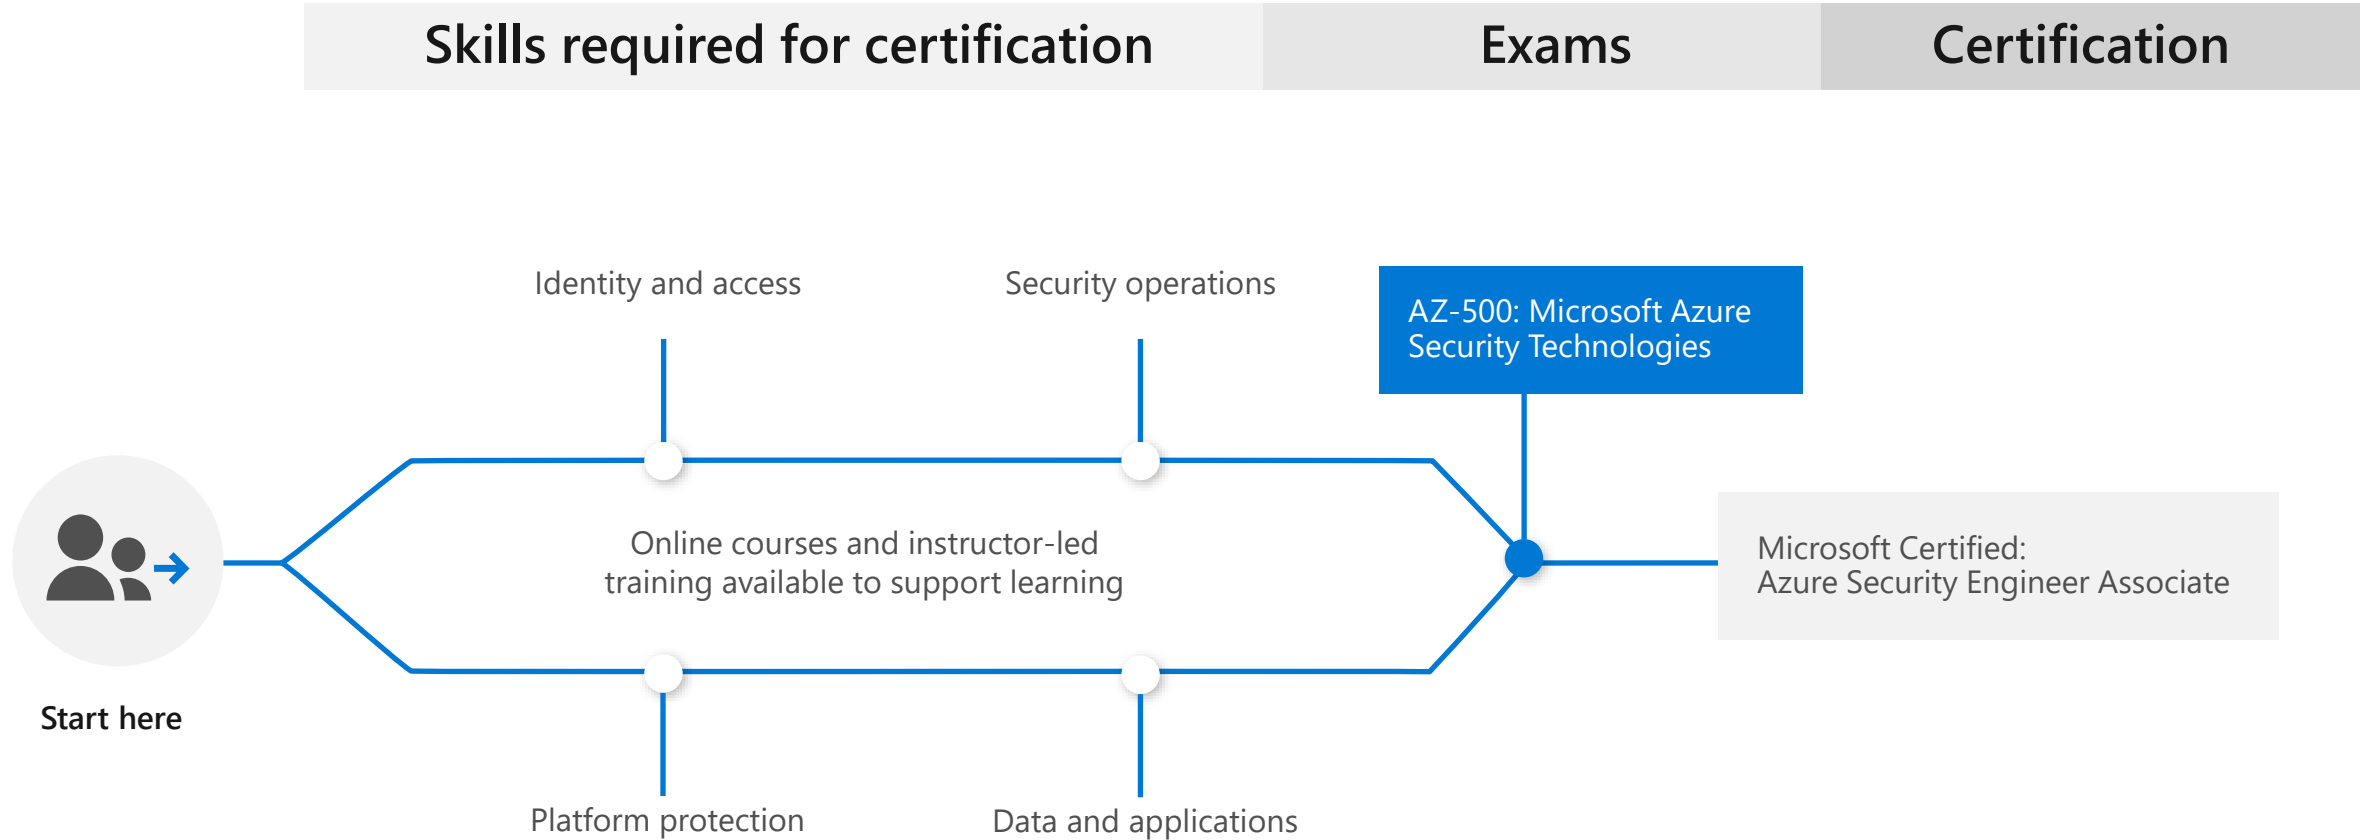 Skills required for certification
Exams
Certification
Identity and access
Security operations
AZ-500: Microsoft Azure
Security Technologies
Online courses and instructor-led
training available to support learning
Microsoft Certified:
Azure Security Engineer Associate
Start here
Platform protection
Data and applications